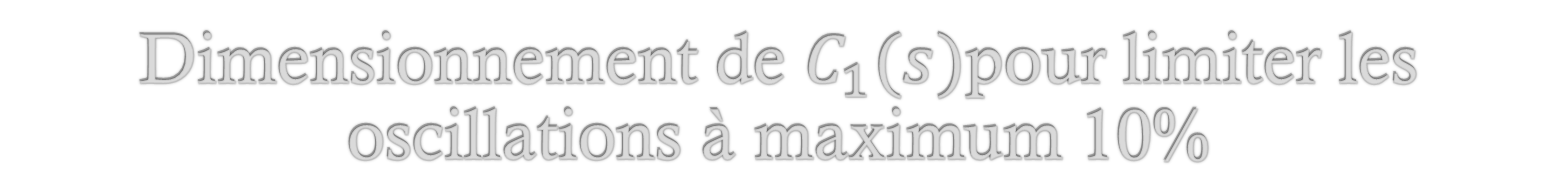 Dimensionnement de C₁(s)pour limiter les
oscillations à maximum 10%